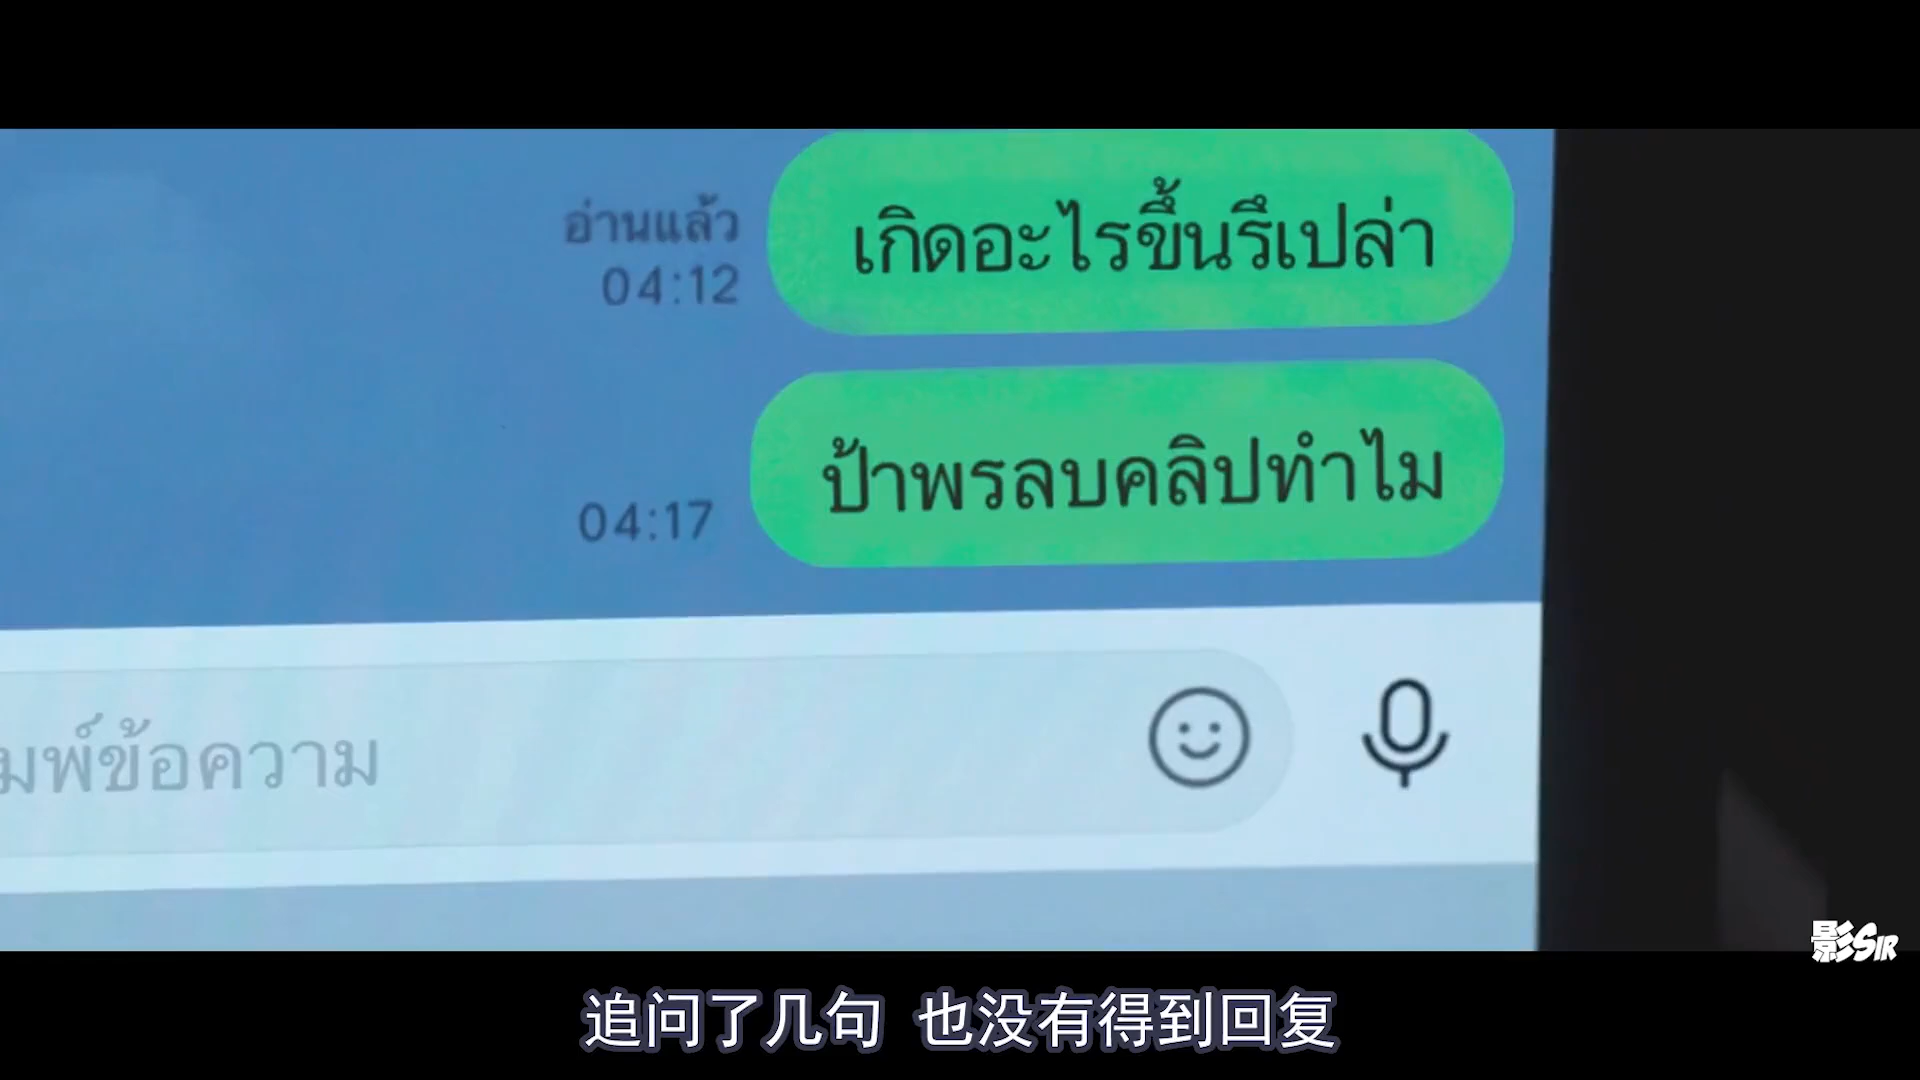 เกิดอะไรขึ้นรึเปล่า
อ่านแล้ว
04:12
ป้าพรลบคลิปทำไม
04:17
มพ์ข้อความ
影SIR
追问了几句 也没有得到回复